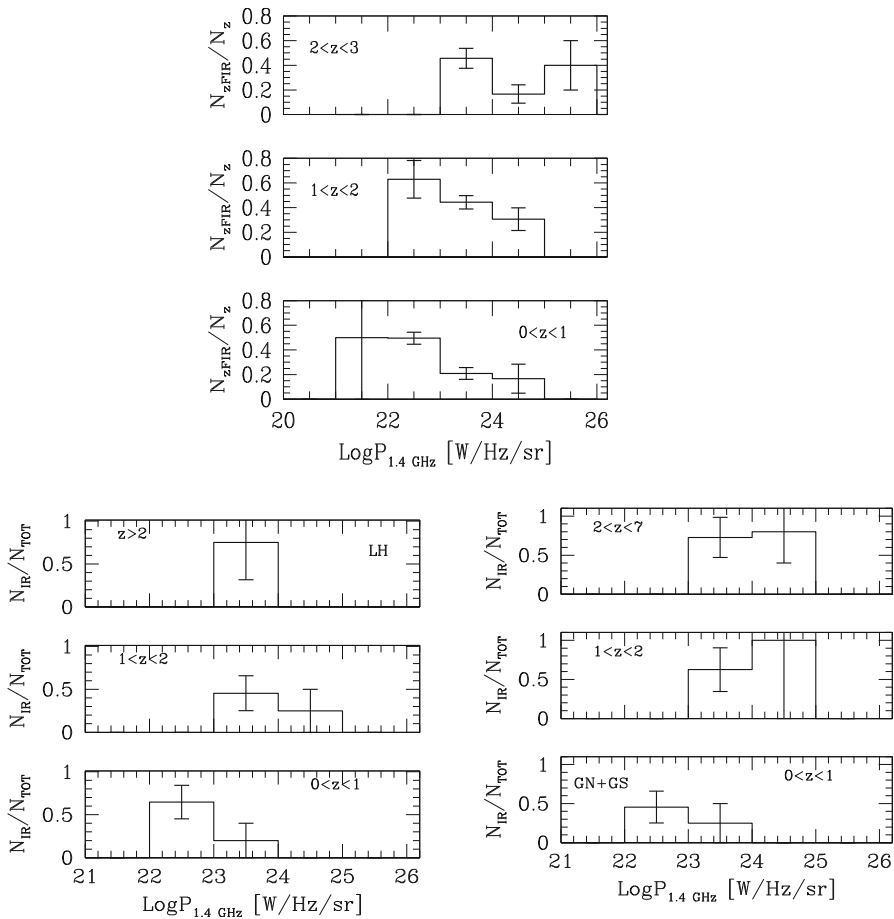 0.8
0.6
0.4
0.2
0
N_zFIR/N_z
2<z<3
0.8
0.6
0.4
0.2
0
N_zFIR/N_z
1<z<2
0.8
0.6
0.4
0.2
0
N_zFIR/N_z
0<z<1
20 22 24 26
LogP_1.4 GHz [W/Hz/sr]
1
0.5
0
N_IR/N_TOT
z>2
LH
1
0.5
0
N_IR/N_TOT
1<z<2
1
0.5
0
N_IR/N_TOT
0<z<1
21 22 23 24 25 26
LogP_1.4 GHz [W/Hz/sr]
1
0.5
0
N_IR/N_TOT
2<z<7
1
0.5
0
N_IR/N_TOT
1<z<2
1
0.5
0
N_IR/N_TOT
GN+GS
0<z<1
21 22 23 24 25 26
LogP_1.4 GHz [W/Hz/sr]